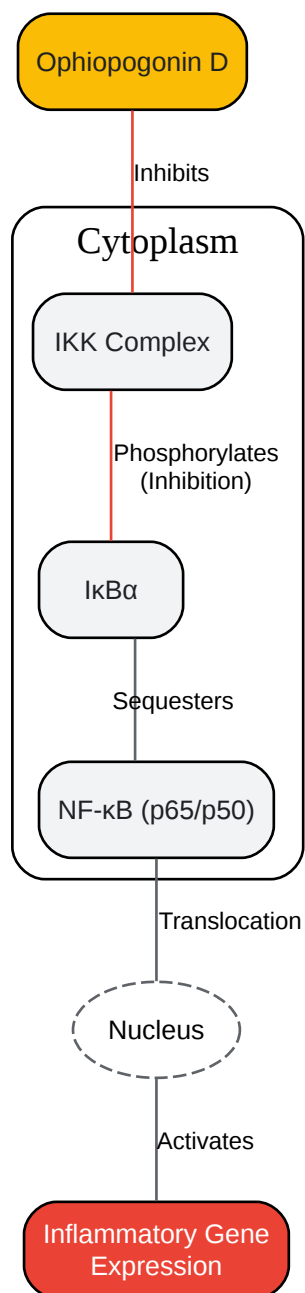 Ophiopogonin D
Inhibits
Cytoplasm
IKK Complex
Phosphorylates
(Inhibition)
IκBα
Sequesters
NF-κB (p65/p50)
Translocation
Nucleus
Activates
Inflammatory Gene
Expression